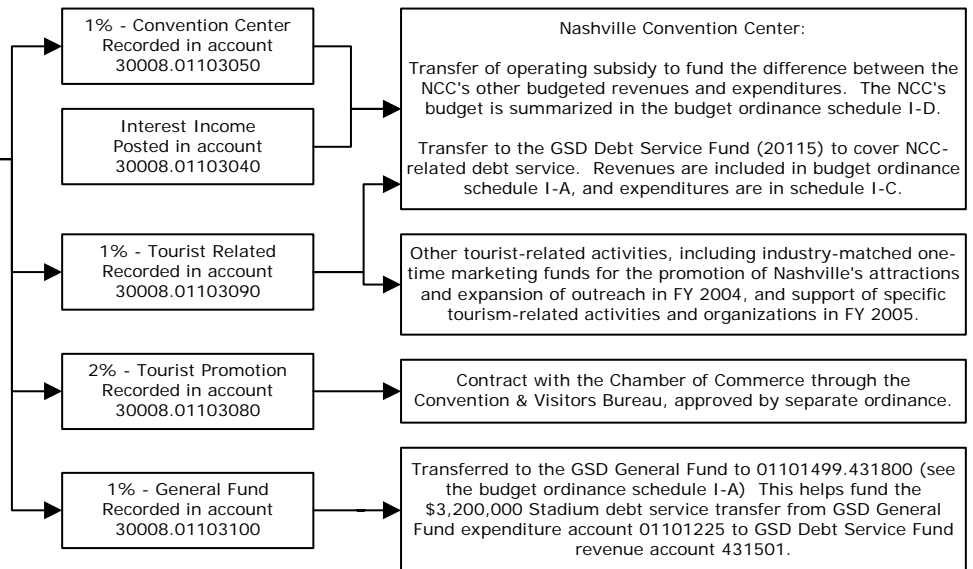 1% - Convention Center
Recorded in account
30008.01103050
Interest Income
Posted in account
30008.01103040
1% - Tourist Related
Recorded in account
30008.01103090
2% - Tourist Promotion
Recorded in account
30008.01103080
1% - General Fund
Recorded in account
30008.01103100
Nashville Convention Center:
Transfer of operating subsidy to fund the difference between the
NCC's other budgeted revenues and expenditures.  The NCC's
budget is summarized in the budget ordinance schedule I-D.
Transfer to the GSD Debt Service Fund (20115) to cover NCC-
related debt service.  Revenues are included in budget ordinance
schedule I-A, and expenditures are in schedule I-C.
Other tourist-related activities, including industry-matched one-
time marketing funds for the promotion of Nashville's attractions
and expansion of outreach in FY 2004, and support of specific
tourism-related activities and organizations in FY 2005.
Contract with the Chamber of Commerce through the
Convention & Visitors Bureau, approved by separate ordinance.
Transferred to the GSD General Fund to 01101499.431800 (see
the budget ordinance schedule I-A)  This helps fund the
$3,200,000 Stadium debt service transfer from GSD General
Fund expenditure account 01101225 to GSD Debt Service Fund
revenue account 431501.